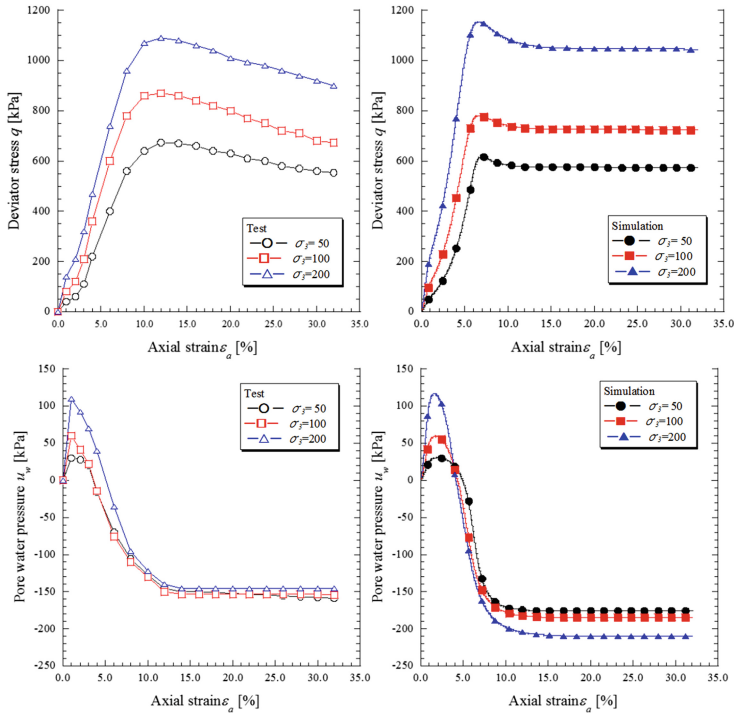 1200
1000
800
600
400
200
0
0.0 5.0 10.0 15.0 20.0 25.0 30.0 35.0
Deviator stress q [kPa]
Axial strainεa [%]
Test
σ3= 50
σ3=100
σ3=200
1200
1000
800
600
400
200
0
0.0 5.0 10.0 15.0 20.0 25.0 30.0 35.0
Deviator stress q [kPa]
Axial strainεa [%]
Simulation
σ3= 50
σ3=100
σ3=200
150
100
50
0
-50
-100
-150
-200
-250
0.0 5.0 10.0 15.0 20.0 25.0 30.0 35.0
Pore water pressure uw [kPa]
Axial strainεa [%]
Test
σ3= 50
σ3=100
σ3=200
150
100
50
0
-50
-100
-150
-200
-250
0.0 5.0 10.0 15.0 20.0 25.0 30.0 35.0
Pore water pressure uw [kPa]
Axial strainεa [%]
Simulation
σ3= 50
σ3=100
σ3=200